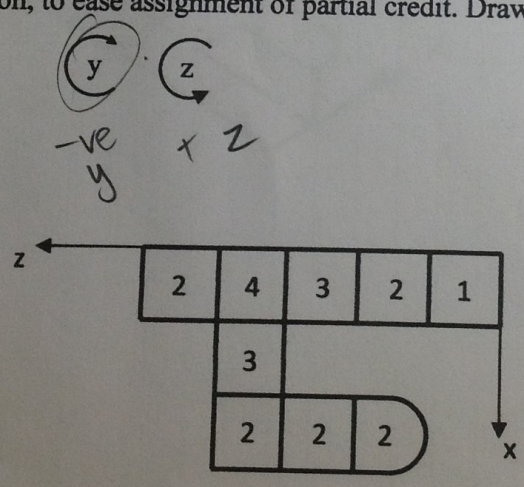 on, to ease assignment of partial credit. Draw
y z
-ve + z
y
z
2 4 3 2 1
3
2 2 2
x